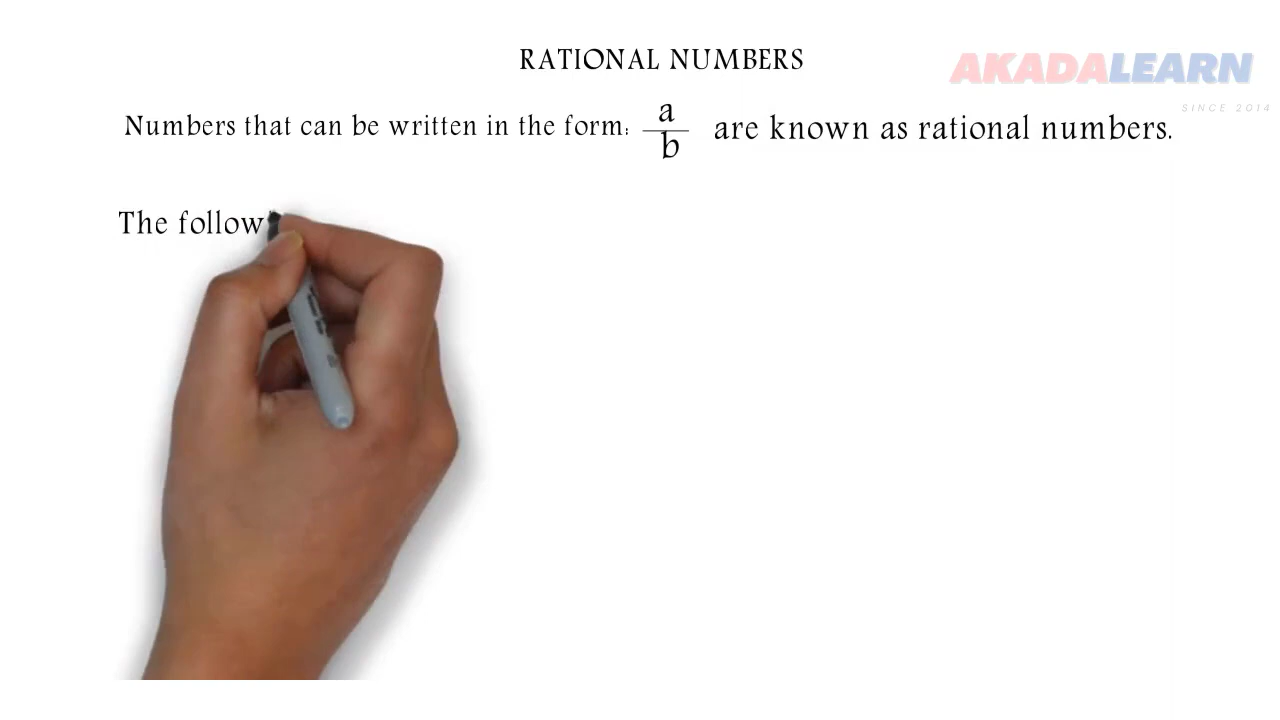 RATIONAL NUMBERS
AKADALEARN
SINCE 2014
Numbers that can be written in the form: a/b are known as rational numbers.
The follow